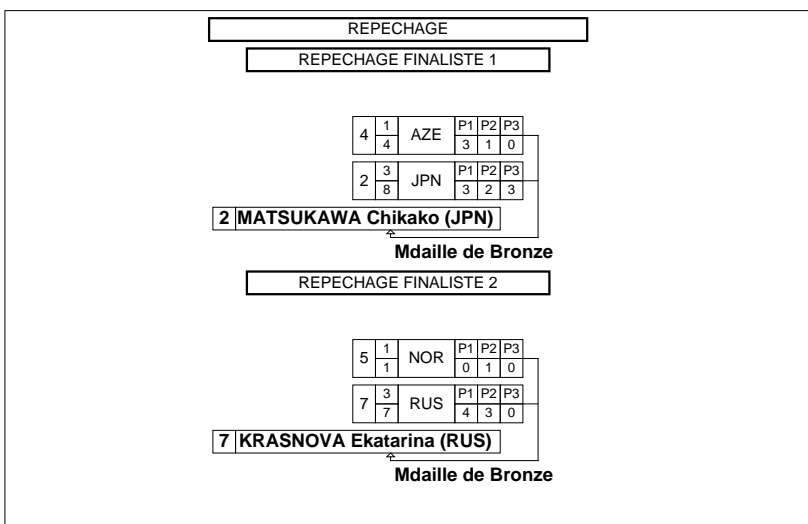 REPECHAGE
REPECHAGE FINALISTE 1
4 1 AZE P1 P2 P3
4 3 1 0
2 3 JPN P1 P2 P3
8 3 2 3
2 MATSUKAWA Chikako (JPN)
Mdaille de Bronze
REPECHAGE FINALISTE 2
5 1 NOR P1 P2 P3
1 0 1 0
7 3 RUS P1 P2 P3
7 4 3 0
7 KRASNOVA Ekatarina (RUS)
Mdaille de Bronze